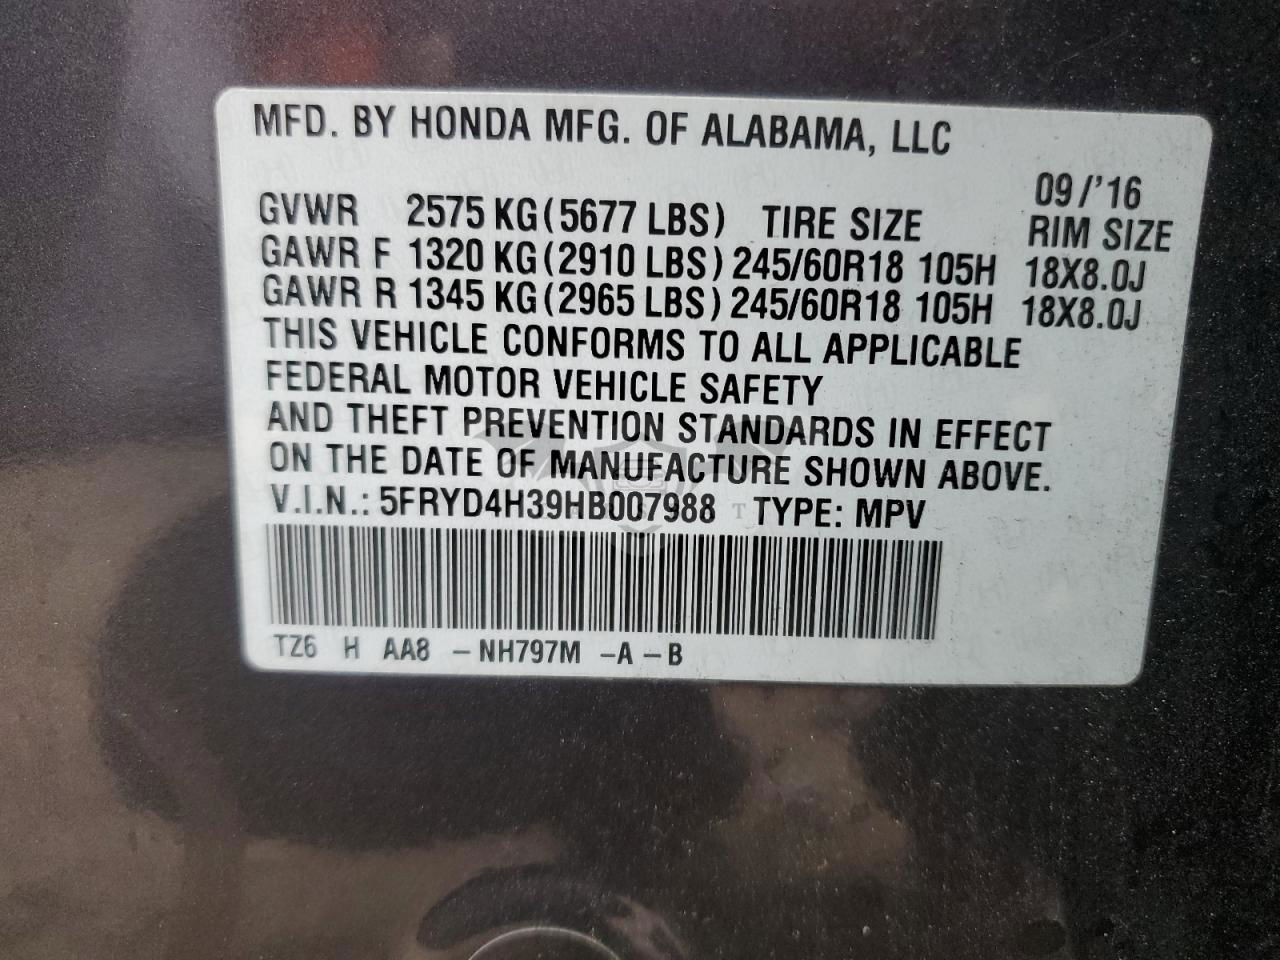 MFD. BY HONDA MFG. OF ALABAMA, LLC
09/'16
GVWR 2575 KG (5677 LBS) TIRE SIZE RIM SIZE
GAWR F 1320 KG (2910 LBS) 245/60R18 105H 18X8.0J
GAWR R 1345 KG (2965 LBS) 245/60R18 105H 18X8.0J
THIS VEHICLE CONFORMS TO ALL APPLICABLE
FEDERAL MOTOR VEHICLE SAFETY
AND THEFT PREVENTION STANDARDS IN EFFECT
ON THE DATE OF MANUFACTURE SHOWN ABOVE.
V.I.N.: 5FRYD4H39HB007988 TYPE: MPV
TZ6 H AA8 -NH797M -A -B